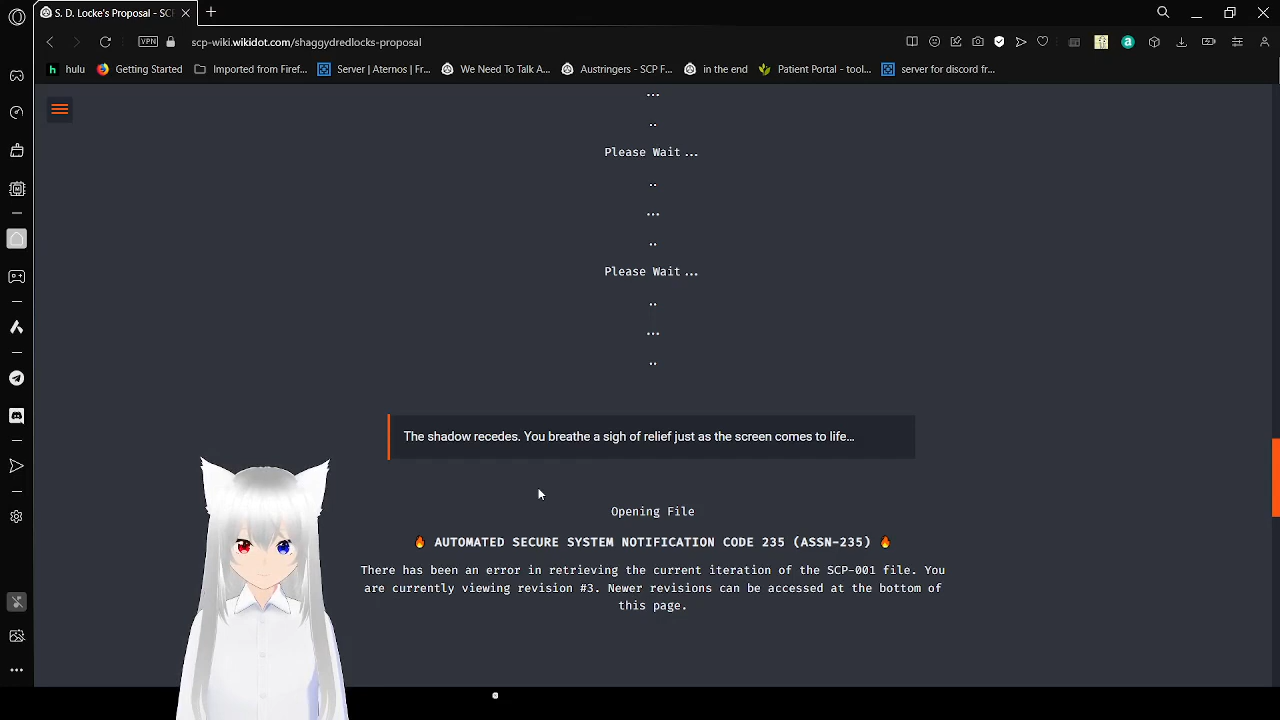 S. D. Locke's Proposal - SC
VPN
scp-wiki.wikidot.com/shaggydredlocks-proposal
h hulu
Getting Started
Imported from Firef...
Server | Aternos | Fr...
We Need To Talk A...
Austringers - SCP F...
in the end
Patient Portal - tool...
server for discord fr...
...
..
Please Wait...
..
...
..
Please Wait...
..
...
..
The shadow recedes. You breathe a sigh of relief just as the screen comes to life...
Opening File
🔥 AUTOMATED SECURE SYSTEM NOTIFICATION CODE 235 (ASSN-235) 🔥
There has been an error in retrieving the current iteration of the SCP-001 file. You
are currently viewing revision #3. Newer revisions can be accessed at the bottom of
this page.